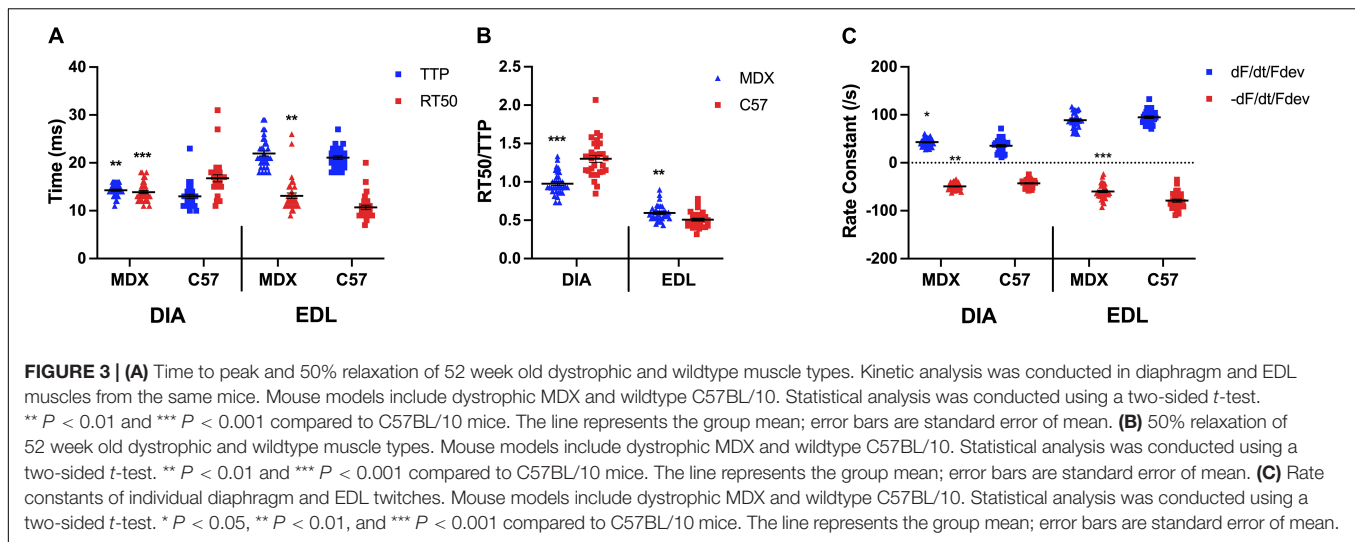 A
B
C
Time (ms)
40
30
20
10
0
TTP
RT50
**
***
**
MDX
C57
MDX
C57
DIA
EDL
RT50/TTP
2.5
2.0
1.5
1.0
0.5
0.0
MDX
C57
***
**
DIA
EDL
Rate Constant (/s)
200
100
0
-100
-200
dF/dt/Fdev
-dF/dt/Fdev
*
**
***
MDX
C57
MDX
C57
DIA
EDL
FIGURE 3 | (A) Time to peak and 50% relaxation of 52 week old dystrophic and wildtype muscle types. Kinetic analysis was conducted in diaphragm and EDL
muscles from the same mice. Mouse models include dystrophic MDX and wildtype C57BL/10. Statistical analysis was conducted using a two-sided t-test.
** P < 0.01 and *** P < 0.001 compared to C57BL/10 mice. The line represents the group mean; error bars are standard error of mean. (B) 50% relaxation of
52 week old dystrophic and wildtype muscle types. Mouse models include dystrophic MDX and wildtype C57BL/10. Statistical analysis was conducted using a
two-sided t-test. ** P < 0.01 and *** P < 0.001 compared to C57BL/10 mice. The line represents the group mean; error bars are standard error of mean. (C) Rate
constants of individual diaphragm and EDL twitches. Mouse models include dystrophic MDX and wildtype C57BL/10. Statistical analysis was conducted using a
two-sided t-test. * P < 0.05, ** P < 0.01, and *** P < 0.001 compared to C57BL/10 mice. The line represents the group mean; error bars are standard error of mean.